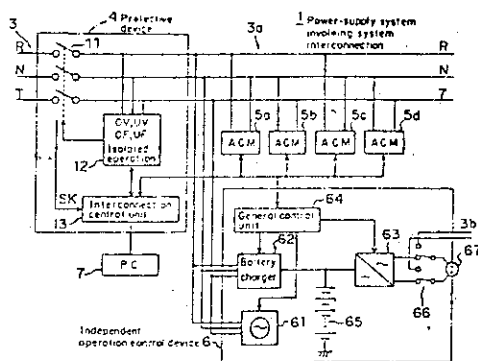 4 Protective device
1 Power-supply system involving system interconnection
3
11
3a
R
R
N
N
T
7
OV,UV
OF,UF
Isolated operation
12
5a
5b
5c
5d
ACM
ACM
ACM
ACM
SK
Interconnection control unit
13
64
General control unit
62
63
3b
67
7
PC
Battery charger
66
61
65
Independent operation control device 6